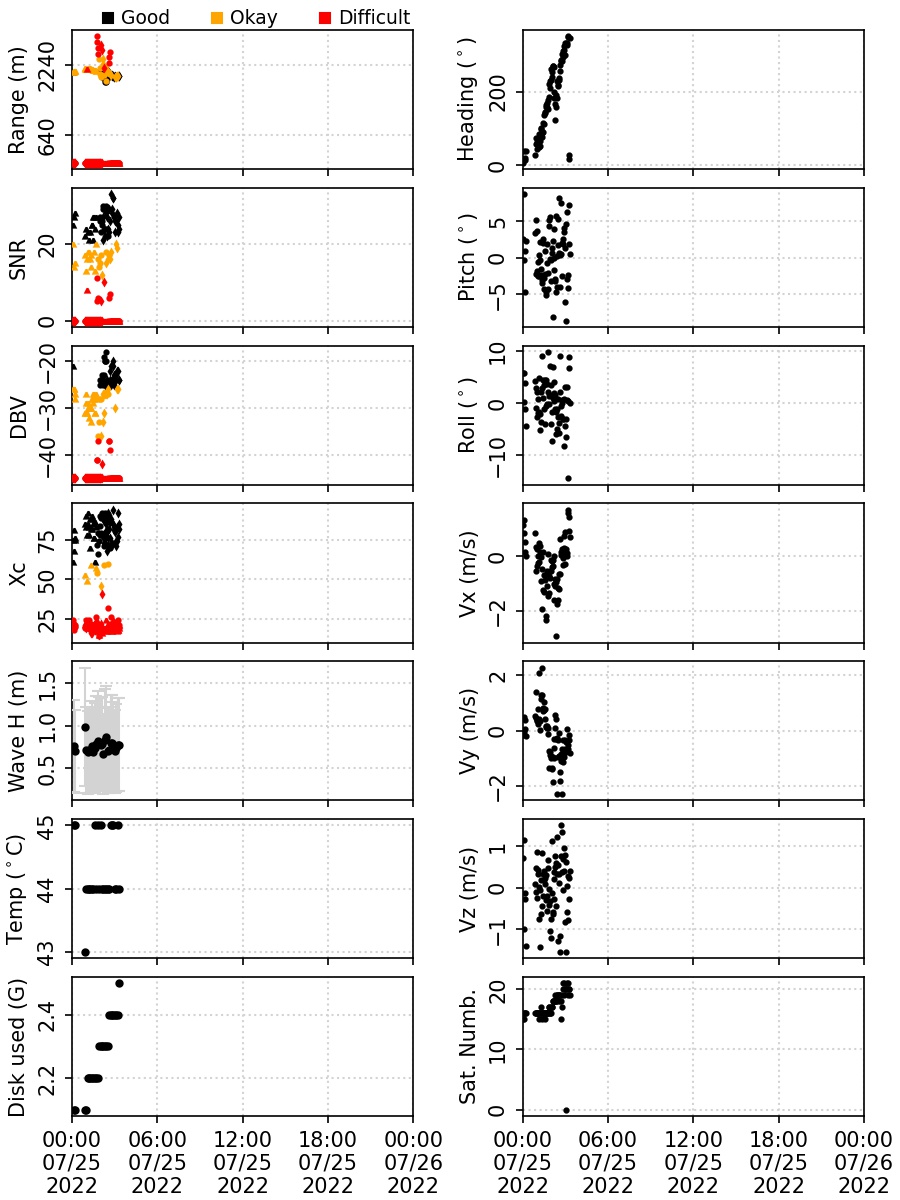 Good Okay Difficult
Range (m)
2240
640
Heading (°)
200
0
SNR
20
0
Pitch (°)
5
0
−5
DBV
−20
−30
−40
Roll (°)
10
0
−10
Xc
75
50
25
Vx (m/s)
0
−2
Wave H (m)
1.5
1.0
0.5
Vy (m/s)
2
0
−2
Temp (°C)
45
44
43
Vz (m/s)
1
0
−1
Disk used (G)
2.4
2.2
Sat. Numb.
20
10
0
00:00 06:00 12:00 18:00 00:00
07/25 07/25 07/25 07/25 07/26
2022 2022 2022 2022 2022
00:00 06:00 12:00 18:00 00:00
07/25 07/25 07/25 07/25 07/26
2022 2022 2022 2022 2022